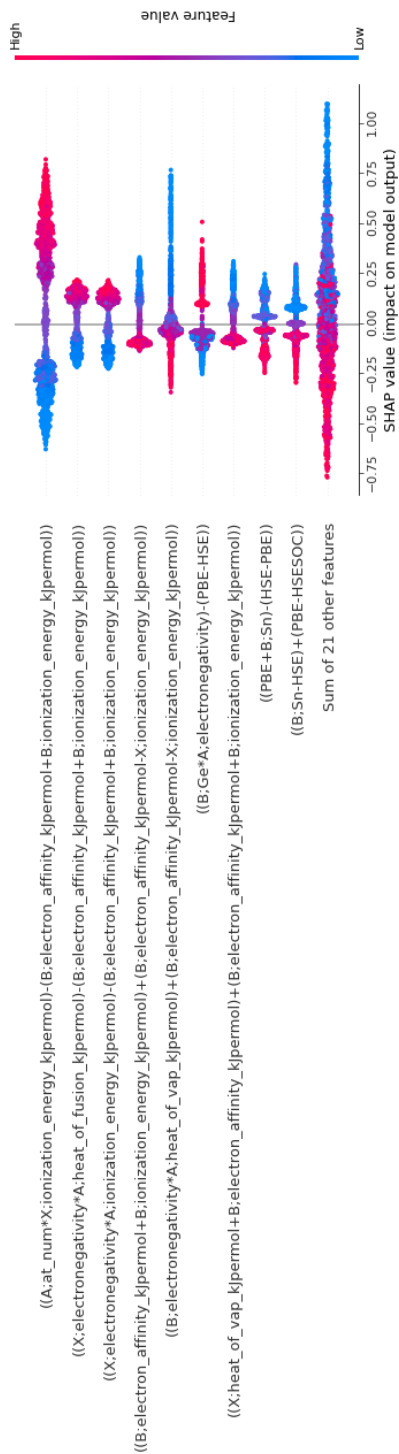 ((A;at_num*X;ionization_energy_kJpermol)-(B;electron_affinity_kJpermol+B;ionization_energy_kJpermol))
((X;electronegativity*A;heat_of_fusion_kJpermol)-(B;electron_affinity_kJpermol+B;ionization_energy_kJpermol))
((X;electronegativity*A;ionization_energy_kJpermol)-(B;electron_affinity_kJpermol+B;ionization_energy_kJpermol))
((B;electron_affinity_kJpermol+B;ionization_energy_kJpermol)+(B;electron_affinity_kJpermol-X;ionization_energy_kJpermol))
((B;electronegativity*A;heat_of_vap_kJpermol)+(B;electron_affinity_kJpermol-X;ionization_energy_kJpermol))
((B;Ge*A;electronegativity)-(PBE-HSE))
((X;heat_of_vap_kJpermol+B;electron_affinity_kJpermol)+(B;electron_affinity_kJpermol+B;ionization_energy_kJpermol))
((PBE+B;Sn)-(HSE-PBE))
((B;Sn-HSE)+(PBE-HSESOC))
Sum of 21 other features
−0.75 −0.50 −0.25 0.00 0.25 0.50 0.75 1.00
SHAP value (impact on model output)
High
Feature value
Low